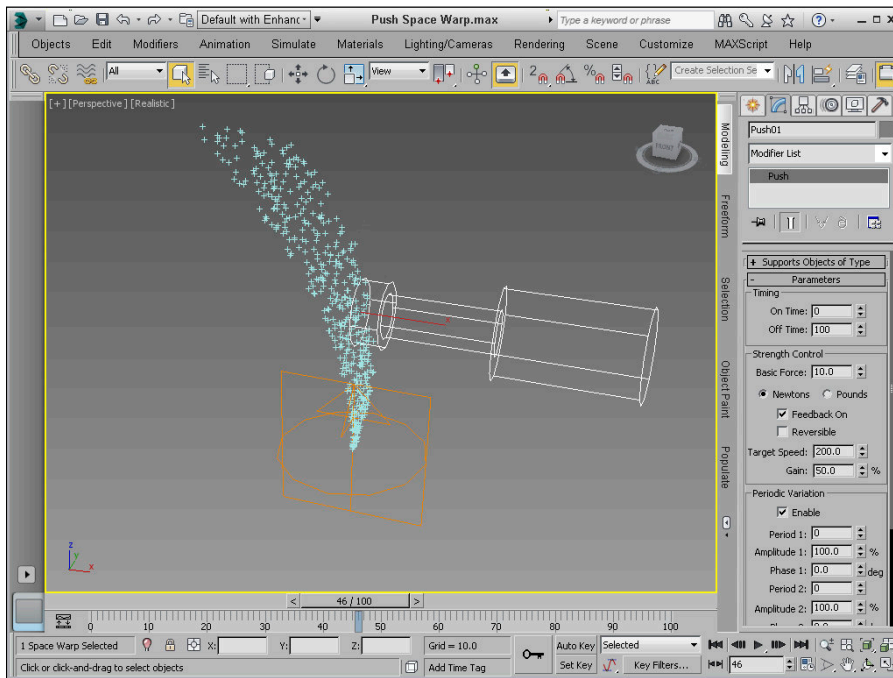 Default with Enhanc
Push Space Warp.max
Type a keyword or phrase
Objects Edit Modifiers Animation Simulate Materials Lighting/Cameras Rendering Scene Customize MAXScript Help
All
View
2
%
ABC
Create Selection Se
[+] [Perspective] [Realistic]
FRONT
Modeling
Freeform
Selection
Object Paint
Populate
Push01
Modifier List
Push
+ Supports Objects of Type
- Parameters
Timing
On Time: 0
Off Time: 100
Strength Control
Basic Force: 10.0
Newtons Pounds
Feedback On
Reversible
Target Speed: 200.0
Gain: 50.0 %
Periodic Variation
Enable
Period 1: 0
Amplitude 1: 100.0 %
Phase 1: 0.0 deg
Period 2: 0
Amplitude 2: 100.0 %
z
y
x
< 46 / 100 >
0 10 20 30 40 50 60 70 80 90 100
1 Space Warp Selected X: Y: Z: Grid = 10.0 Auto Key Selected
Click or click-and-drag to select objects Add Time Tag Set Key Key Filters... 46